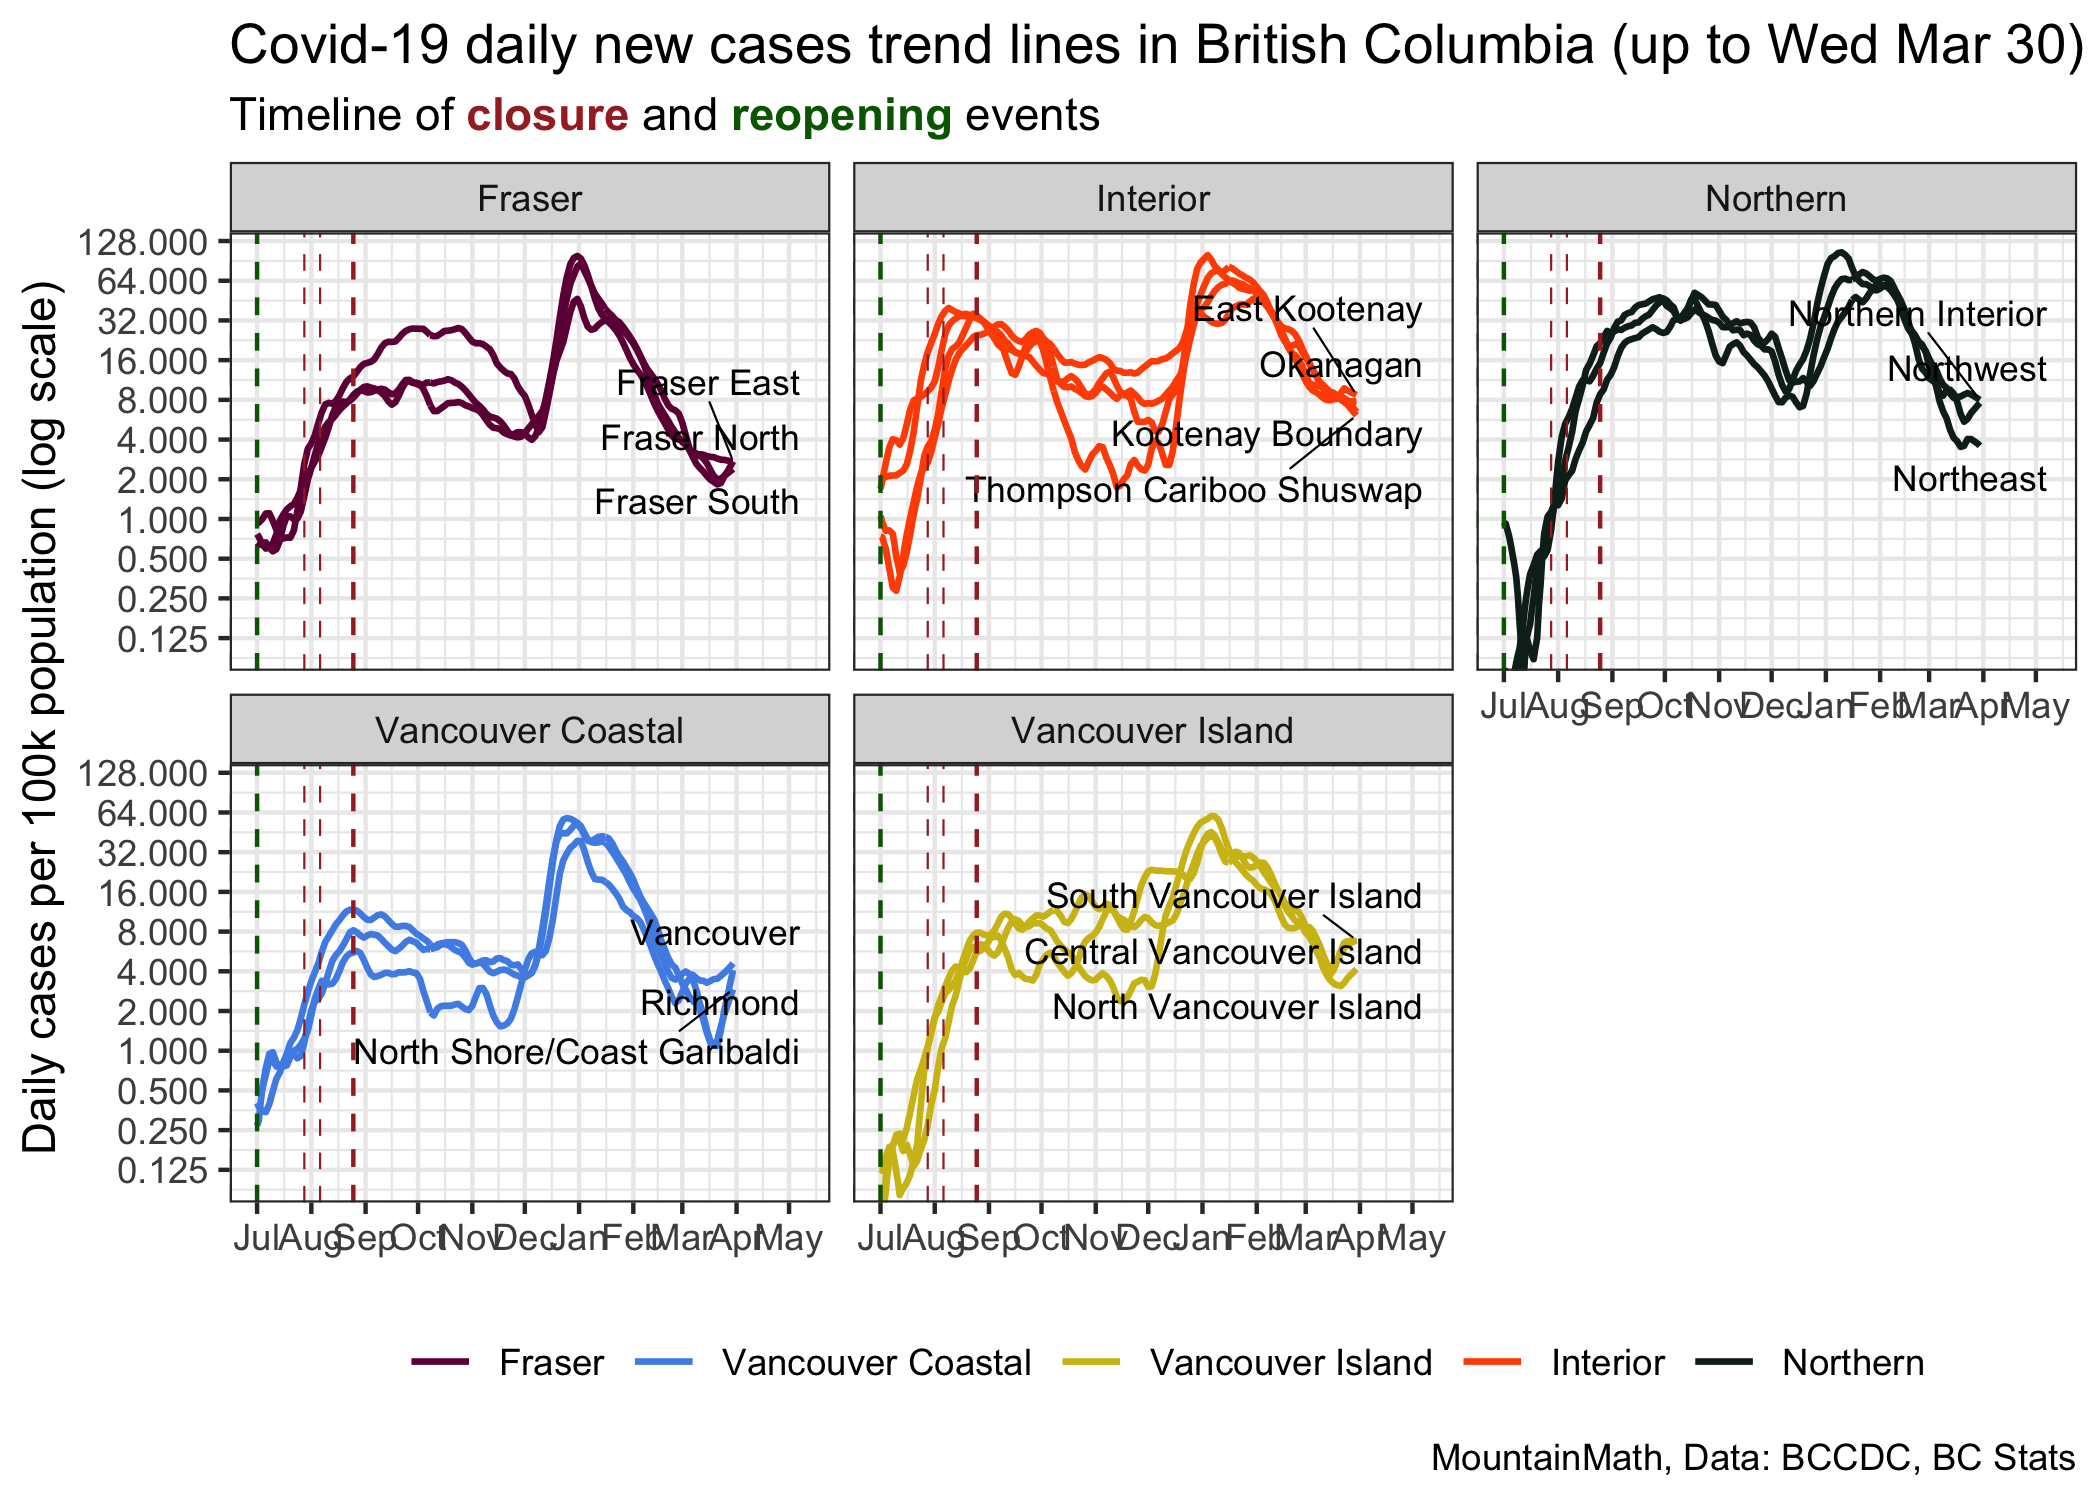 Covid-19 daily new cases trend lines in British Columbia (up to Wed Mar 30)
Timeline of closure and reopening events
Daily cases per 100k population (log scale)
Fraser
128.000
64.000
32.000
16.000
8.000
4.000
2.000
1.000
0.500
0.250
0.125
Fraser East
Fraser North
Fraser South
Interior
East Kootenay
Okanagan
Kootenay Boundary
Thompson Cariboo Shuswap
Northern
Northern Interior
Northwest
Northeast
Jul Aug Sep Oct Nov Dec Jan Feb Mar Apr May
Vancouver Coastal
128.000
64.000
32.000
16.000
8.000
4.000
2.000
1.000
0.500
0.250
0.125
Vancouver
Richmond
North Shore/Coast Garibaldi
Jul Aug Sep Oct Nov Dec Jan Feb Mar Apr May
Vancouver Island
South Vancouver Island
Central Vancouver Island
North Vancouver Island
Jul Aug Sep Oct Nov Dec Jan Feb Mar Apr May
Fraser Vancouver Coastal Vancouver Island Interior Northern
MountainMath, Data: BCCDC, BC Stats